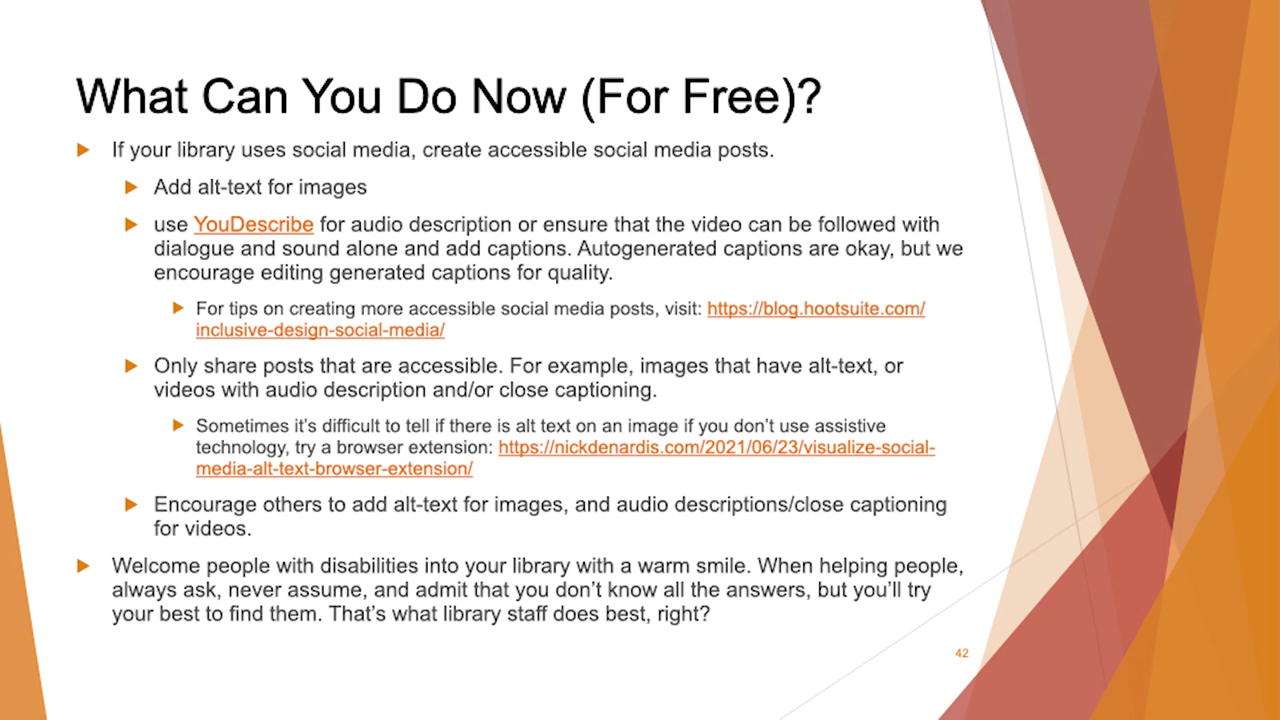 What Can You Do Now (For Free)?
If your library uses social media, create accessible social media posts.
Add alt-text for images
use YouDescribe for audio description or ensure that the video can be followed with
dialogue and sound alone and add captions. Autogenerated captions are okay, but we
encourage editing generated captions for quality.
For tips on creating more accessible social media posts, visit: https://blog.hootsuite.com/
inclusive-design-social-media/
Only share posts that are accessible. For example, images that have alt-text, or
videos with audio description and/or close captioning.
Sometimes it's difficult to tell if there is alt text on an image if you don't use assistive
technology, try a browser extension: https://nickdenardis.com/2021/06/23/visualize-social-
media-alt-text-browser-extension/
Encourage others to add alt-text for images, and audio descriptions/close captioning
for videos.
Welcome people with disabilities into your library with a warm smile. When helping people,
always ask, never assume, and admit that you don't know all the answers, but you'll try
your best to find them. That's what library staff does best, right?
42